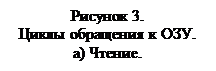 Рисунок 3.
Циклы обращения к ОЗУ.
а) Чтение.